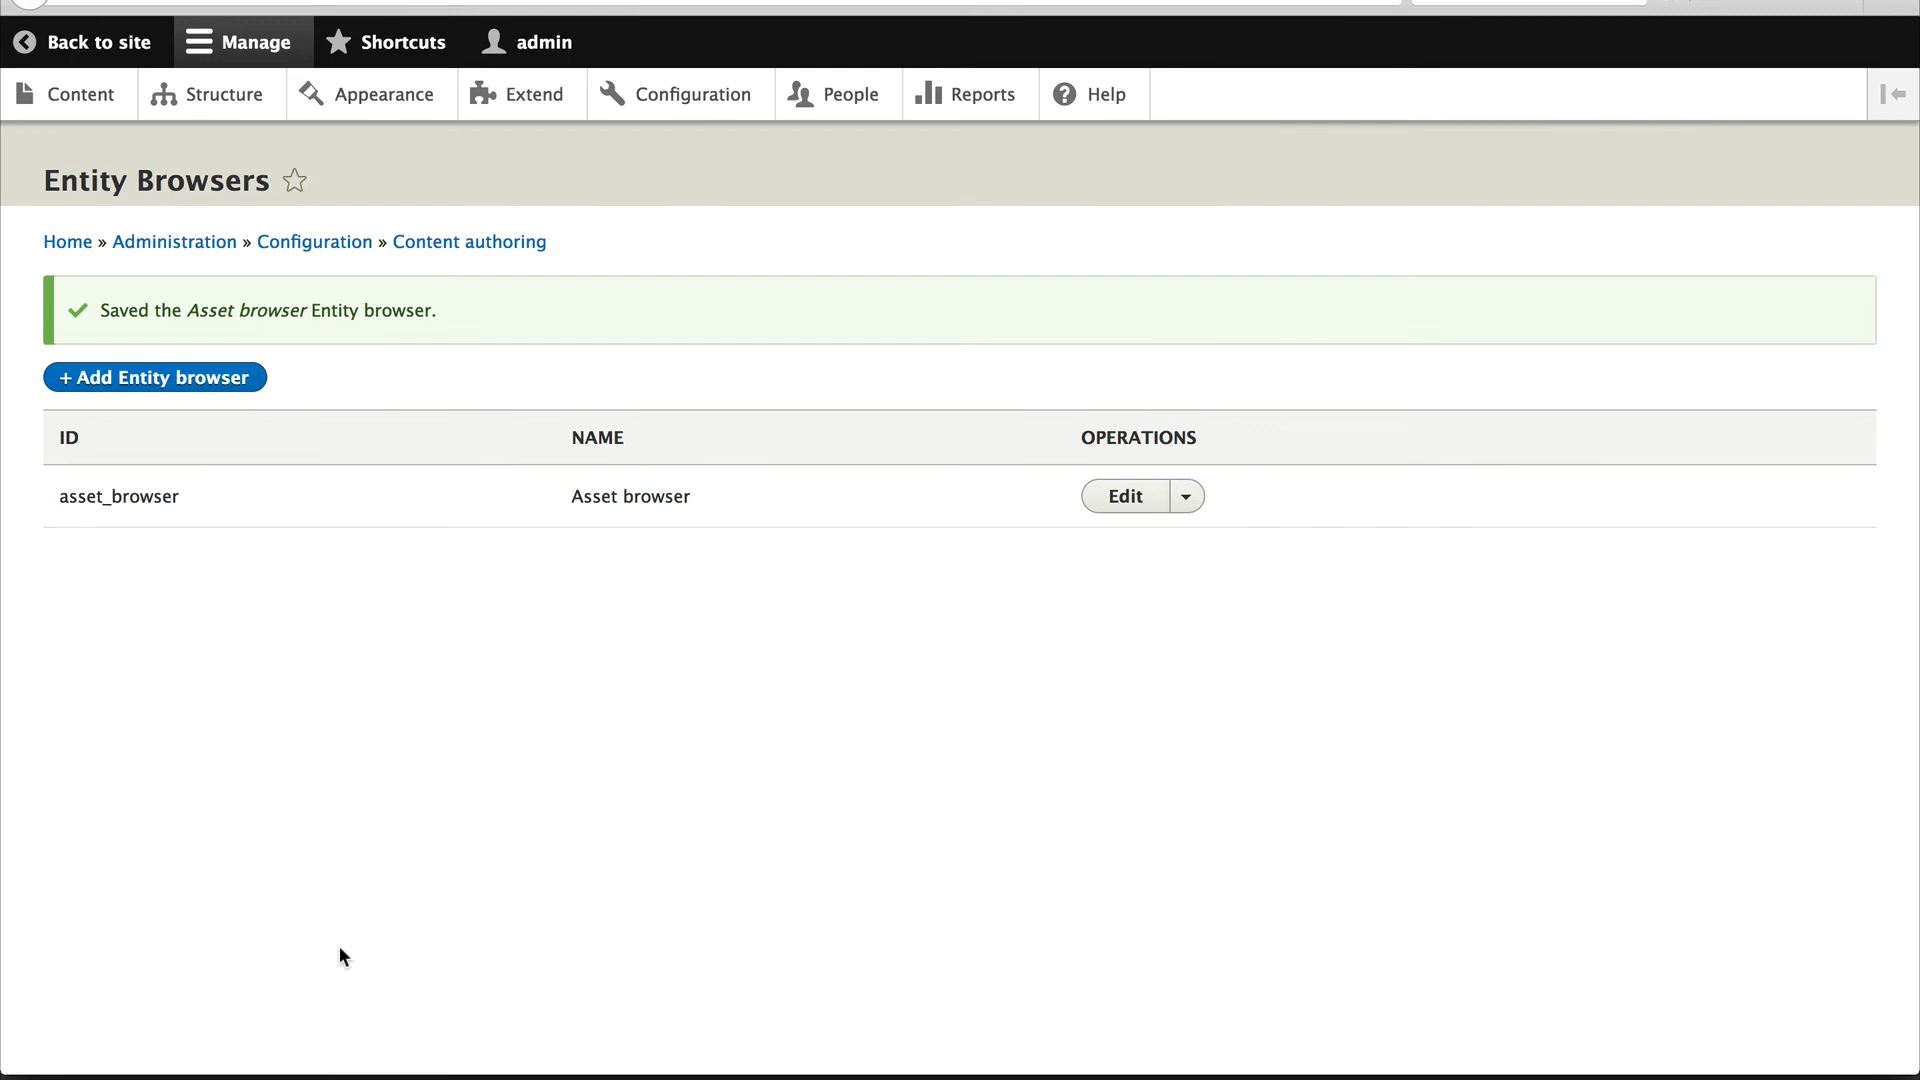 Back to site Manage Shortcuts admin
Content Structure Appearance Extend Configuration People Reports Help
Entity Browsers
Home » Administration » Configuration » Content authoring
Saved the Asset browser Entity browser.
+ Add Entity browser
ID NAME OPERATIONS
asset_browser Asset browser Edit